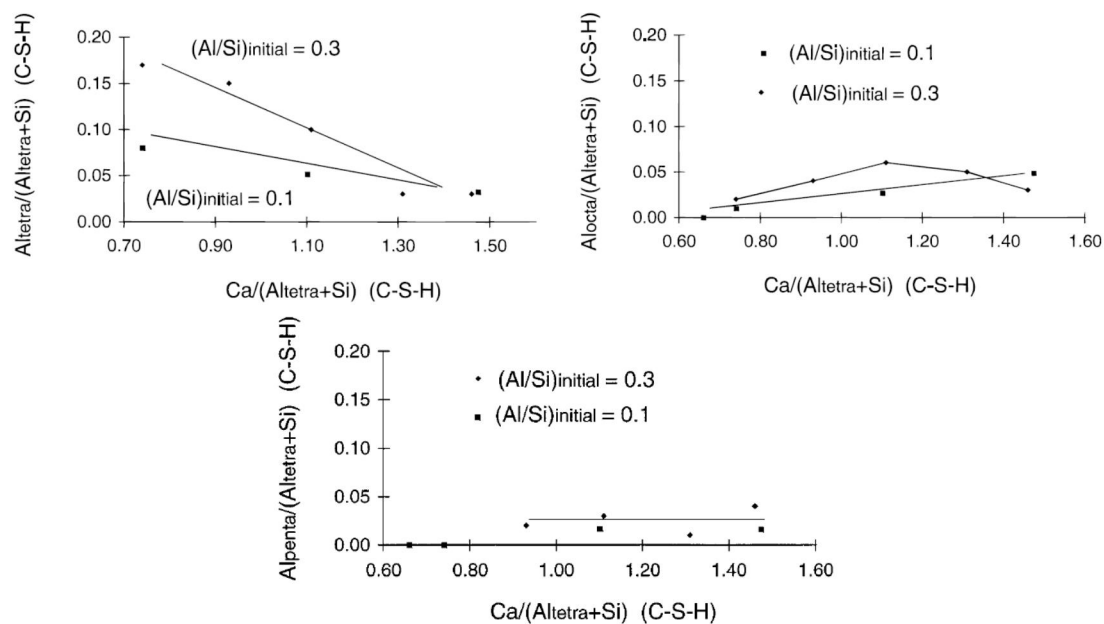 Altetra/(Altetra+Si) (C-S-H)
0.20
0.15
0.10
0.05
0.00
(Al/Si)initial = 0.3
(Al/Si)initial = 0.1
0.70 0.90 1.10 1.30 1.50
Ca/(Altetra+Si) (C-S-H)
Alocta/(Altetra+Si) (C-S-H)
0.20
0.15
0.10
0.05
0.00
(Al/Si)initial = 0.1
(Al/Si)initial = 0.3
0.60 0.80 1.00 1.20 1.40 1.60
Ca/(Altetra+Si) (C-S-H)
Alpenta/(Altetra+Si) (C-S-H)
0.20
0.15
0.10
0.05
0.00
(Al/Si)initial = 0.3
(Al/Si)initial = 0.1
0.60 0.80 1.00 1.20 1.40 1.60
Ca/(Altetra+Si) (C-S-H)